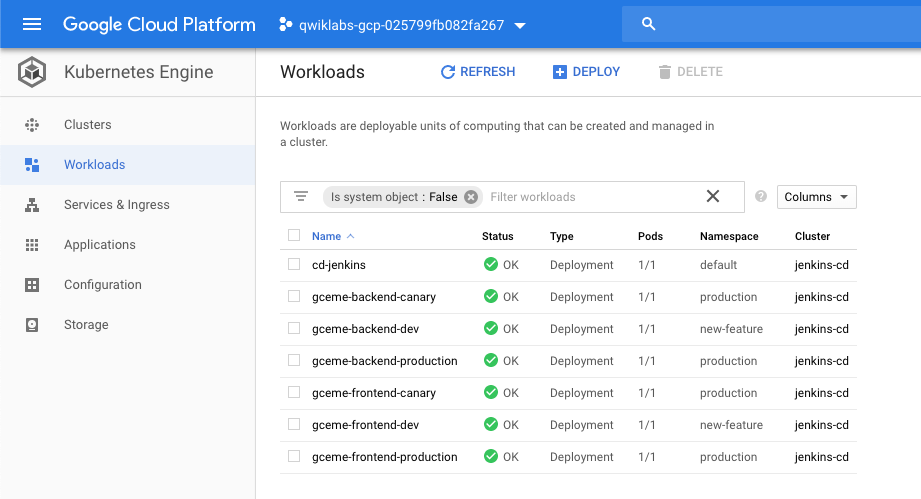 Google Cloud Platform qwiklabs-gcp-025799fb082fa267
Kubernetes Engine
Clusters
Workloads
Services & Ingress
Applications
Configuration
Storage
Workloads REFRESH DEPLOY DELETE
Workloads are deployable units of computing that can be created and managed in
a cluster.
Is system object : False Filter workloads ? Columns
Name Status Type Pods Namespace Cluster
cd-jenkins OK Deployment 1/1 default jenkins-cd
gceme-backend-canary OK Deployment 1/1 production jenkins-cd
gceme-backend-dev OK Deployment 1/1 new-feature jenkins-cd
gceme-backend-production OK Deployment 1/1 production jenkins-cd
gceme-frontend-canary OK Deployment 1/1 production jenkins-cd
gceme-frontend-dev OK Deployment 1/1 new-feature jenkins-cd
gceme-frontend-production OK Deployment 1/1 production jenkins-cd